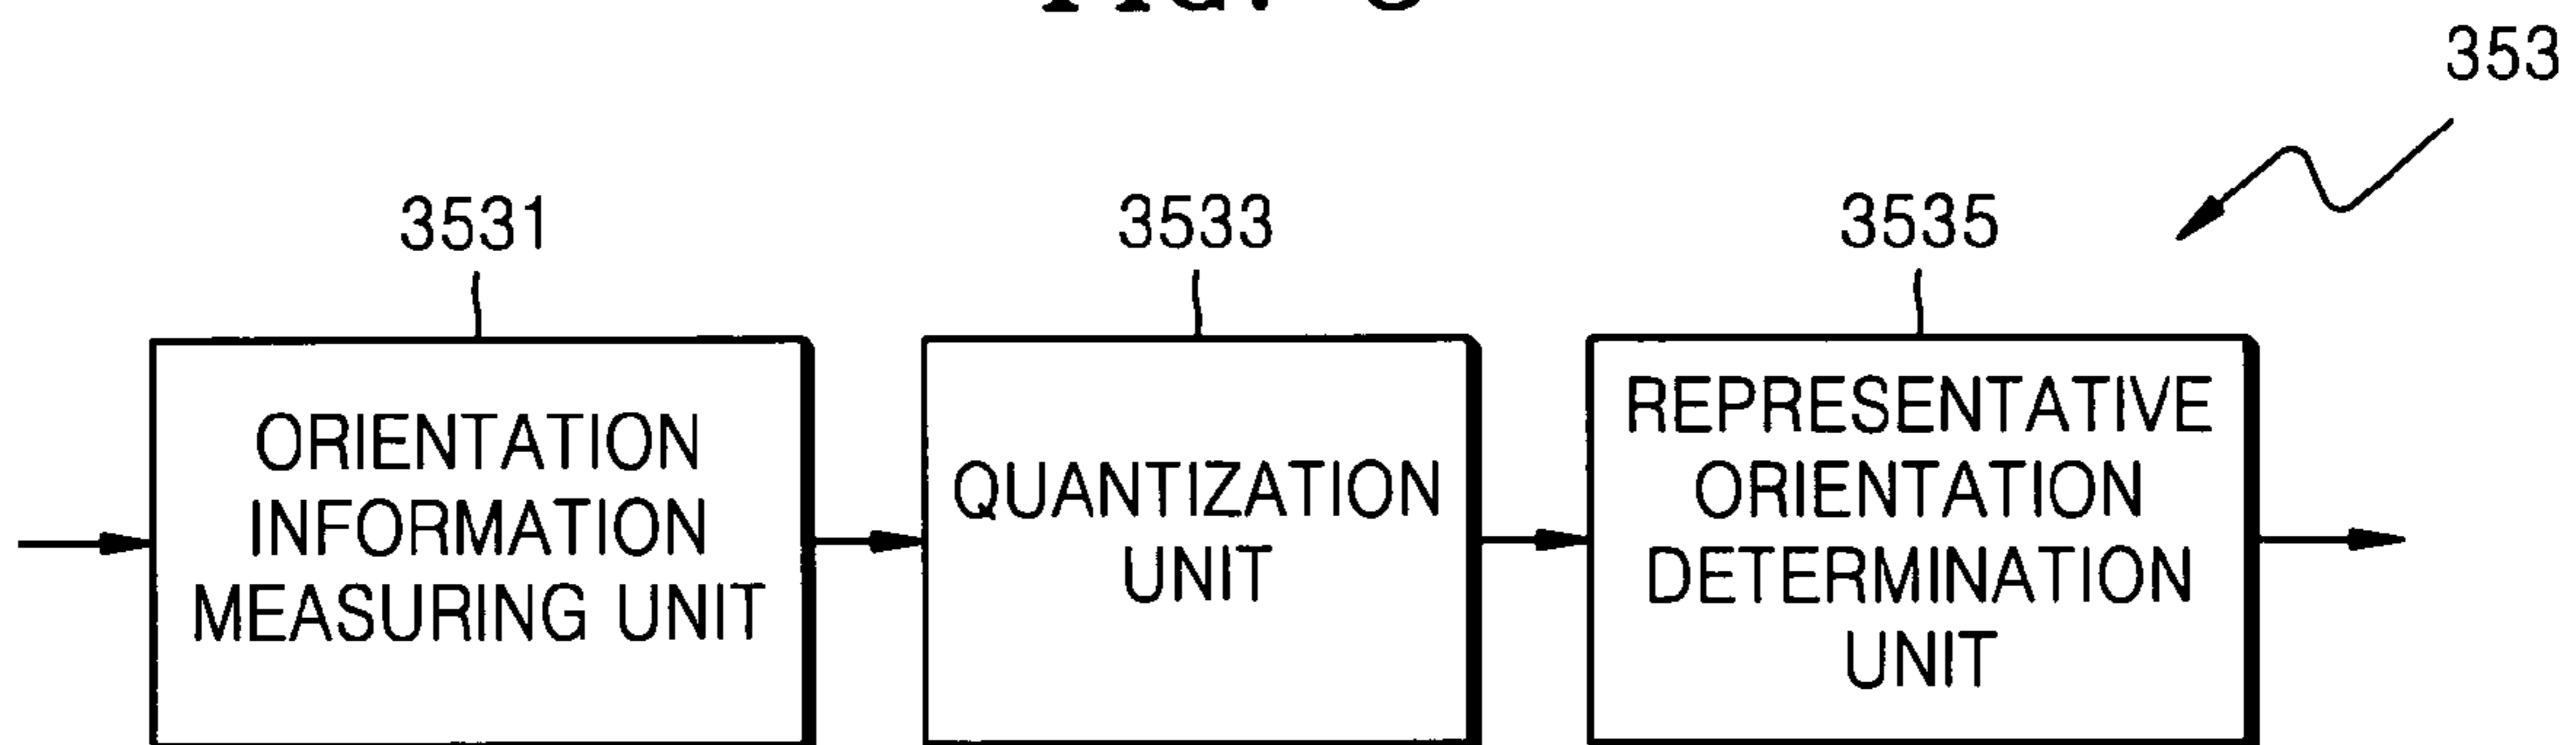 353
3531
3533
3535
ORIENTATION
INFORMATION
MEASURING UNIT
QUANTIZATION
UNIT
REPRESENTATIVE
ORIENTATION
DETERMINATION
UNIT